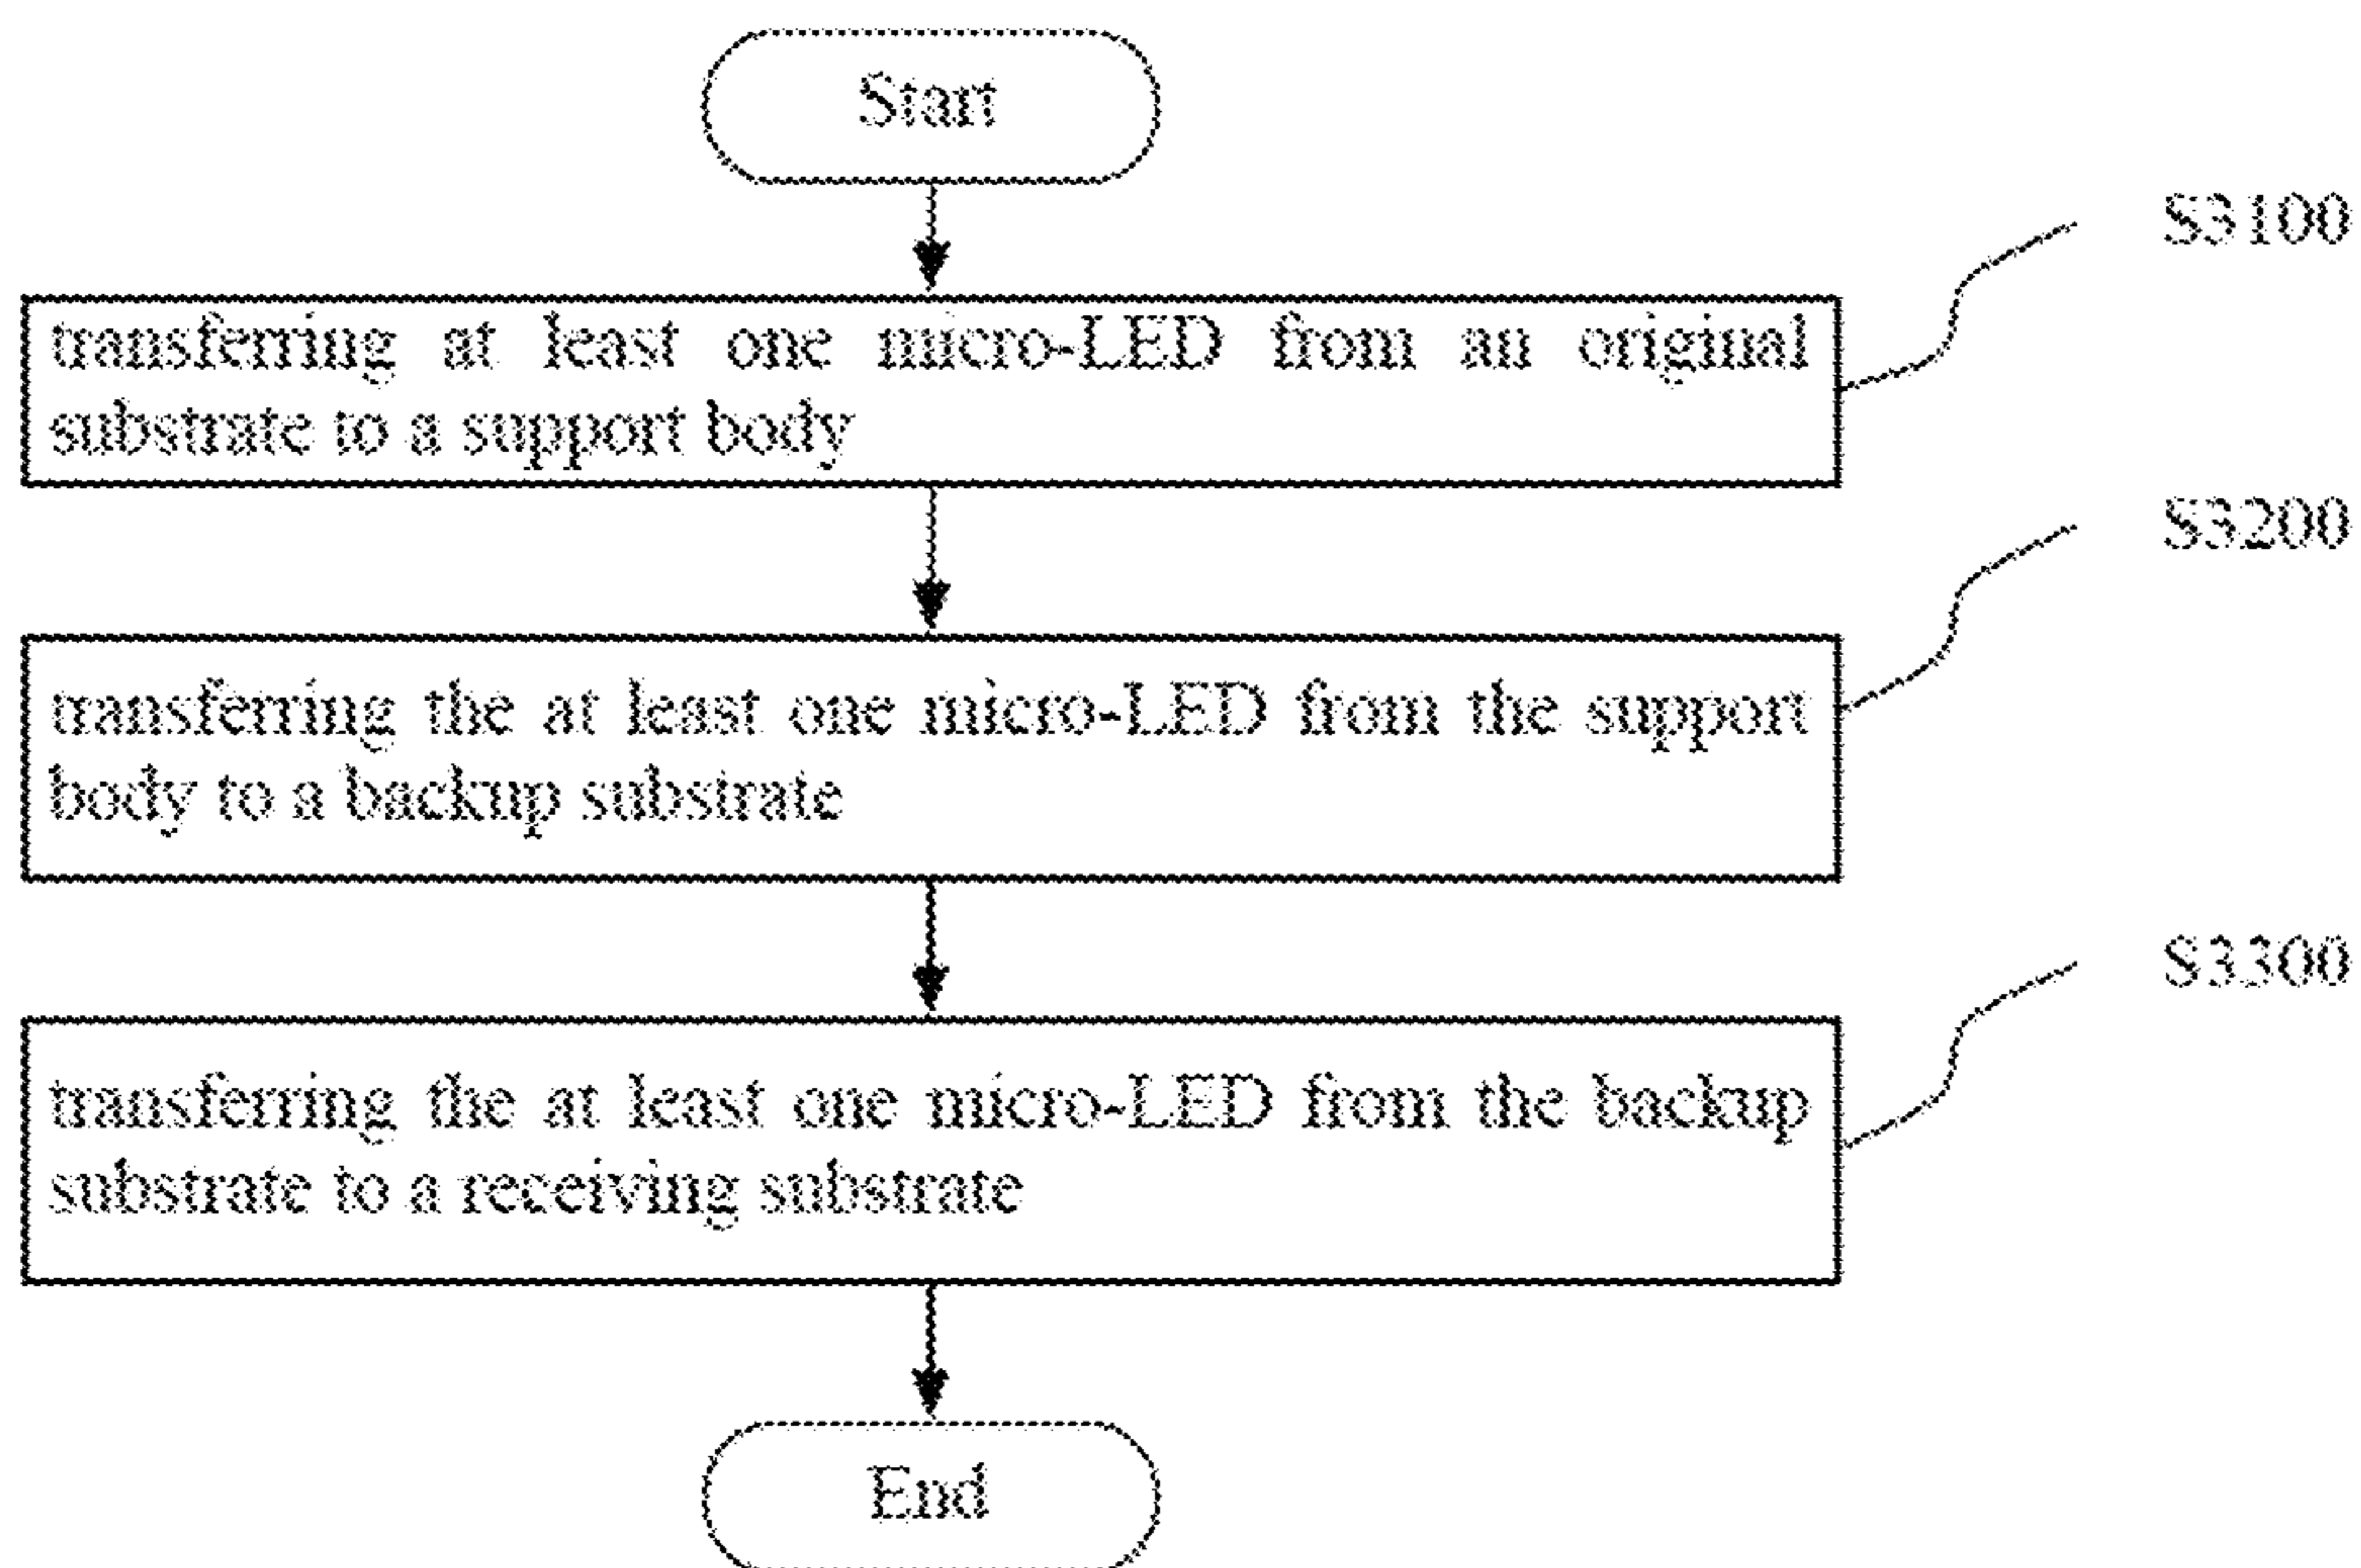 Start
S3100
transferring at least one micro-LED from an original
substrate to a support body
S3200
transferring the at least one micro-LED from the support
body to a backup substrate
S3300
transferring the at least one micro-LED from the backup
substrate to a receiving substrate
End